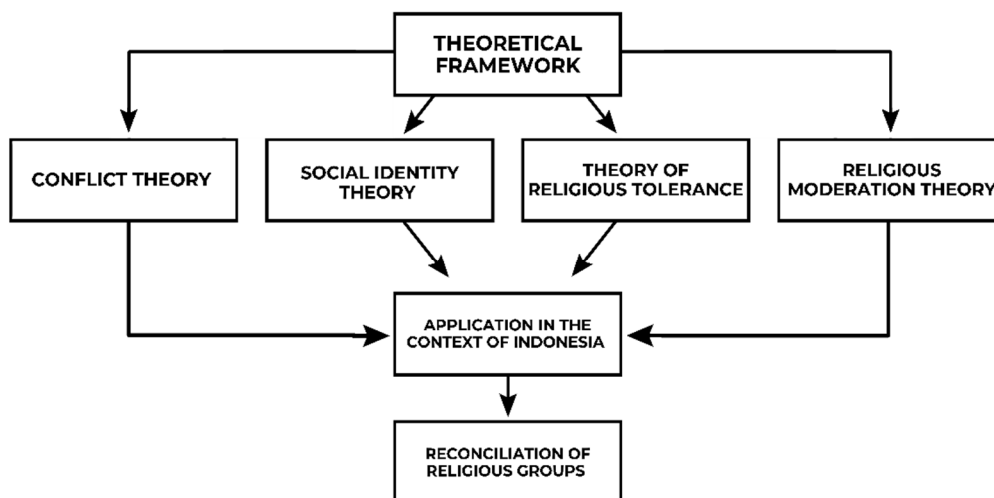 THEORETICAL
FRAMEWORK
CONFLICT THEORY
SOCIAL IDENTITY
THEORY
THEORY OF
RELIGIOUS TOLERANCE
RELIGIOUS
MODERATION THEORY
APPLICATION IN THE
CONTEXT OF INDONESIA
RECONCILIATION OF
RELIGIOUS GROUPS